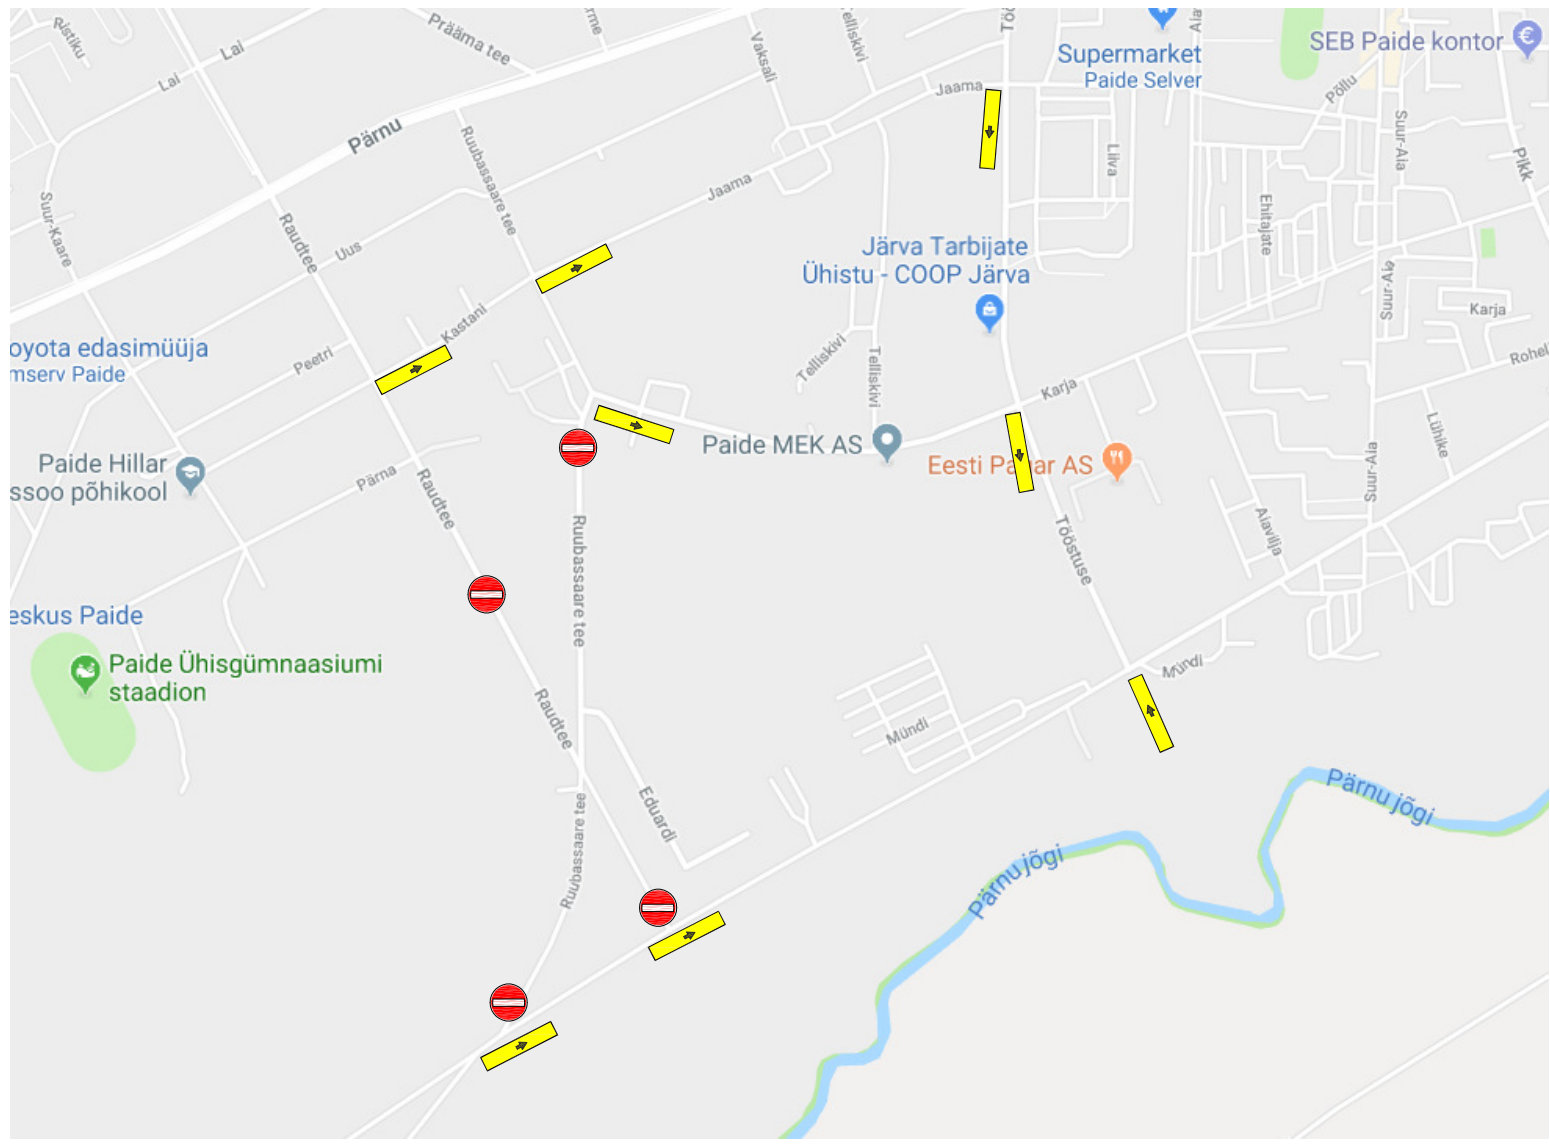 Ristiku
Lai
Lai
Prääma tee
Vaksali
Telliskivi
Supermarket
Paide Selver
SEB Paide kontor
€
Põllu
Suur-Aia
Pikk
Pärnu
Ruubassaare tee
Jaama
Jaama
Liiva
Suur-Kaare
Raudtee
Uus
Ehitajate
Järva Tarbijate
Ühistu - COOP Järva
Suur-Aia
Karja
Kastani
oyota edasimüüja
mserv Paide
Peetri
Telliskivi
Telliskivi
Karja
Rohel
Lühike
Paide Hillar
ssoo põhikool
Pärna
Raudtee
Paide MEK AS
Eesti Pa ar AS
Suur-Aia
Aiavilja
Ruubassaare tee
Tööstuse
eskus Paide
Paide Ühisgümnaasiumi
staadion
Raudtee
Mündi
Mündi
Eduardi
Ruubassaare tee
Pärnu jõgi
Pärnu jõgi